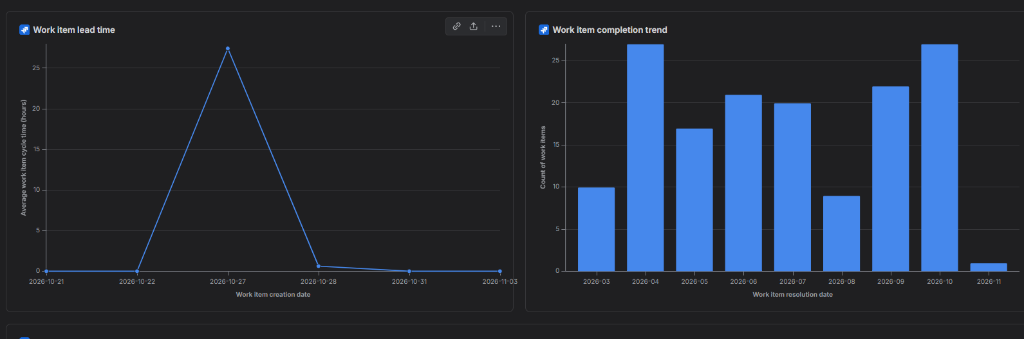 Work item lead time
Average work item cycle time (hours)
25
20
15
10
5
0
2026-10-21 2026-10-22 2026-10-27 2026-10-28 2026-10-31 2026-11-03
Work item creation date
Work item completion trend
Count of work items
25
20
15
10
5
0
2026-03 2026-04 2026-05 2026-06 2026-07 2026-08 2026-09 2026-10 2026-11
Work item resolution date